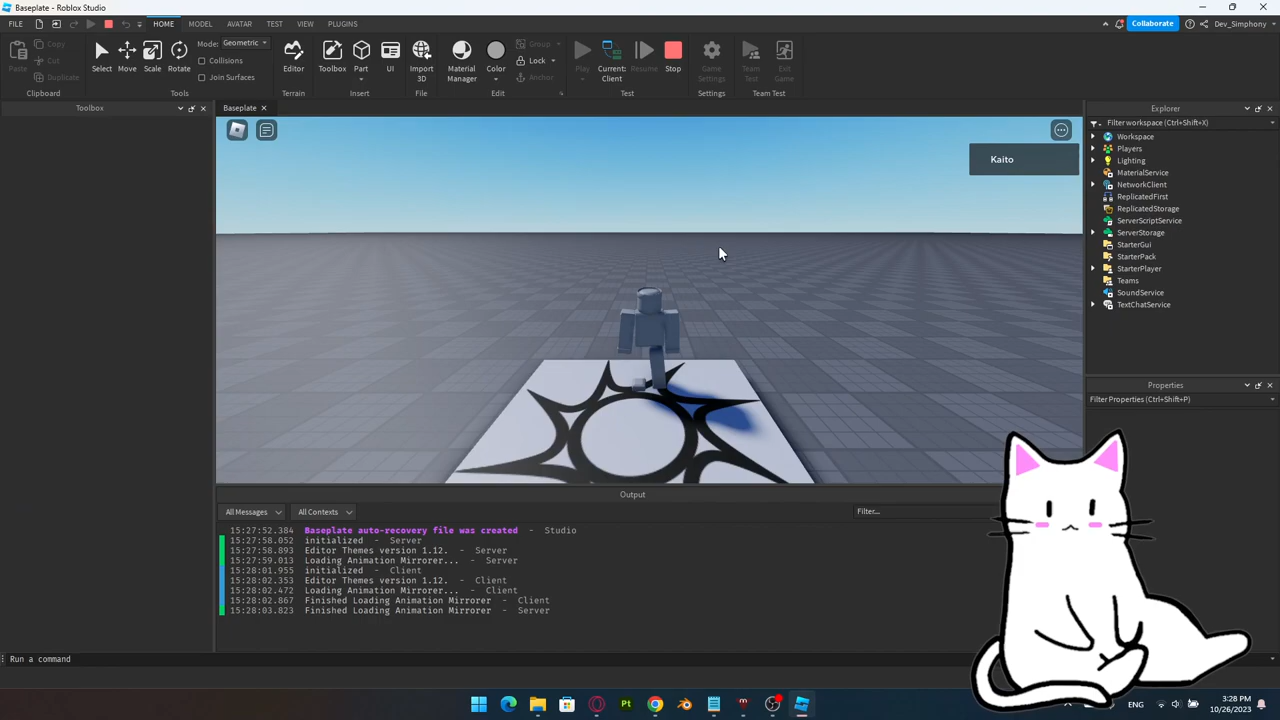 Baseplate - Roblox Studio
FILE
HOME
MODEL
AVATAR
TEST
VIEW
PLUGINS
Collaborate
Dev_Simphony
Paste
Copy
Cut
Duplicate
Clipboard
Select
Move
Scale
Rotate
Mode: Geometric
Collisions
Join Surfaces
Tools
Editor
Terrain
Toolbox
Part
UI
Insert
Import
3D
File
Material
Manager
Color
Group
Lock
Anchor
Edit
Play
Current:
Client
Resume
Stop
Test
Game
Settings
Settings
Team
Test
Exit
Game
Team Test
Toolbox
Baseplate
Kaito
Explorer
Filter workspace (Ctrl+Shift+X)
Workspace
Players
Lighting
MaterialService
NetworkClient
ReplicatedFirst
ReplicatedStorage
ServerScriptService
ServerStorage
StarterGui
StarterPack
StarterPlayer
Teams
SoundService
TextChatService
Properties
Filter Properties (Ctrl+Shift+P)
Output
All Messages
All Contexts
Filter...
15:27:52.384 Baseplate auto-recovery file was created - Studio
15:27:58.052 initialized - Server
15:27:58.893 Editor Themes version 1.12. - Server
15:27:59.013 Loading Animation Mirrorer... - Server
15:28:01.955 initialized - Client
15:28:02.353 Editor Themes version 1.12. - Client
15:28:02.472 Loading Animation Mirrorer... - Client
15:28:02.867 Finished Loading Animation Mirrorer - Client
15:28:03.823 Finished Loading Animation Mirrorer - Server
Run a command
Pt
ENG
3:28 PM
10/26/2023